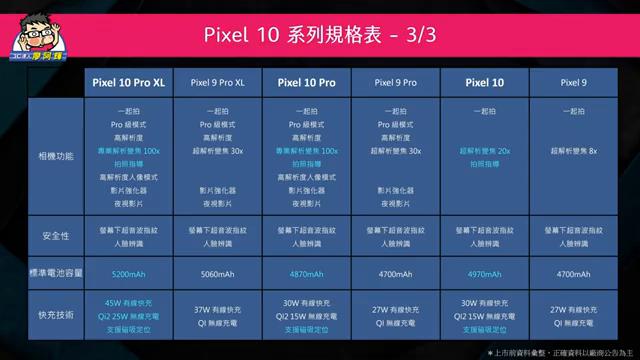 Pixel 10 系列規格表 - 3/3
3C達人
廖阿輝
Pixel 10 Pro XL
Pixel 9 Pro XL
Pixel 10 Pro
Pixel 9 Pro
Pixel 10
Pixel 9
相機功能
一起拍
Pro 級模式
高解析度
專業解析變焦 100x
拍照指導
高解析度人像模式
影片強化器
夜視影片
一起拍
Pro 級模式
高解析度
超解析變焦 30x
影片強化器
夜視影片
一起拍
Pro 級模式
高解析度
專業解析變焦 100x
拍照指導
高解析度人像模式
影片強化器
夜視影片
一起拍
Pro 級模式
高解析度
超解析變焦 30x
影片強化器
夜視影片
一起拍
超解析變焦 20x
拍照指導
一起拍
超解析變焦 8x
安全性
螢幕下超音波指紋
人臉辨識
螢幕下超音波指紋
人臉辨識
螢幕下超音波指紋
人臉辨識
螢幕下超音波指紋
人臉辨識
螢幕下超音波指紋
人臉辨識
螢幕下超音波指紋
人臉辨識
標準電池容量
5200mAh
5060mAh
4870mAh
4700mAh
4970mAh
4700mAh
快充技術
45W 有線快充
Qi2 25W 無線充電
支援磁吸定位
37W 有線快充
QI 無線充電
30W 有線快充
QI2 15W 無線充電
支援磁吸定位
27W 有線快充
QI 無線充電
30W 有線快充
QI2 15W 無線充電
支援磁吸定位
27W 有線快充
QI 無線充電
＊上市前資料彙整，正確資料以廠商公告為主